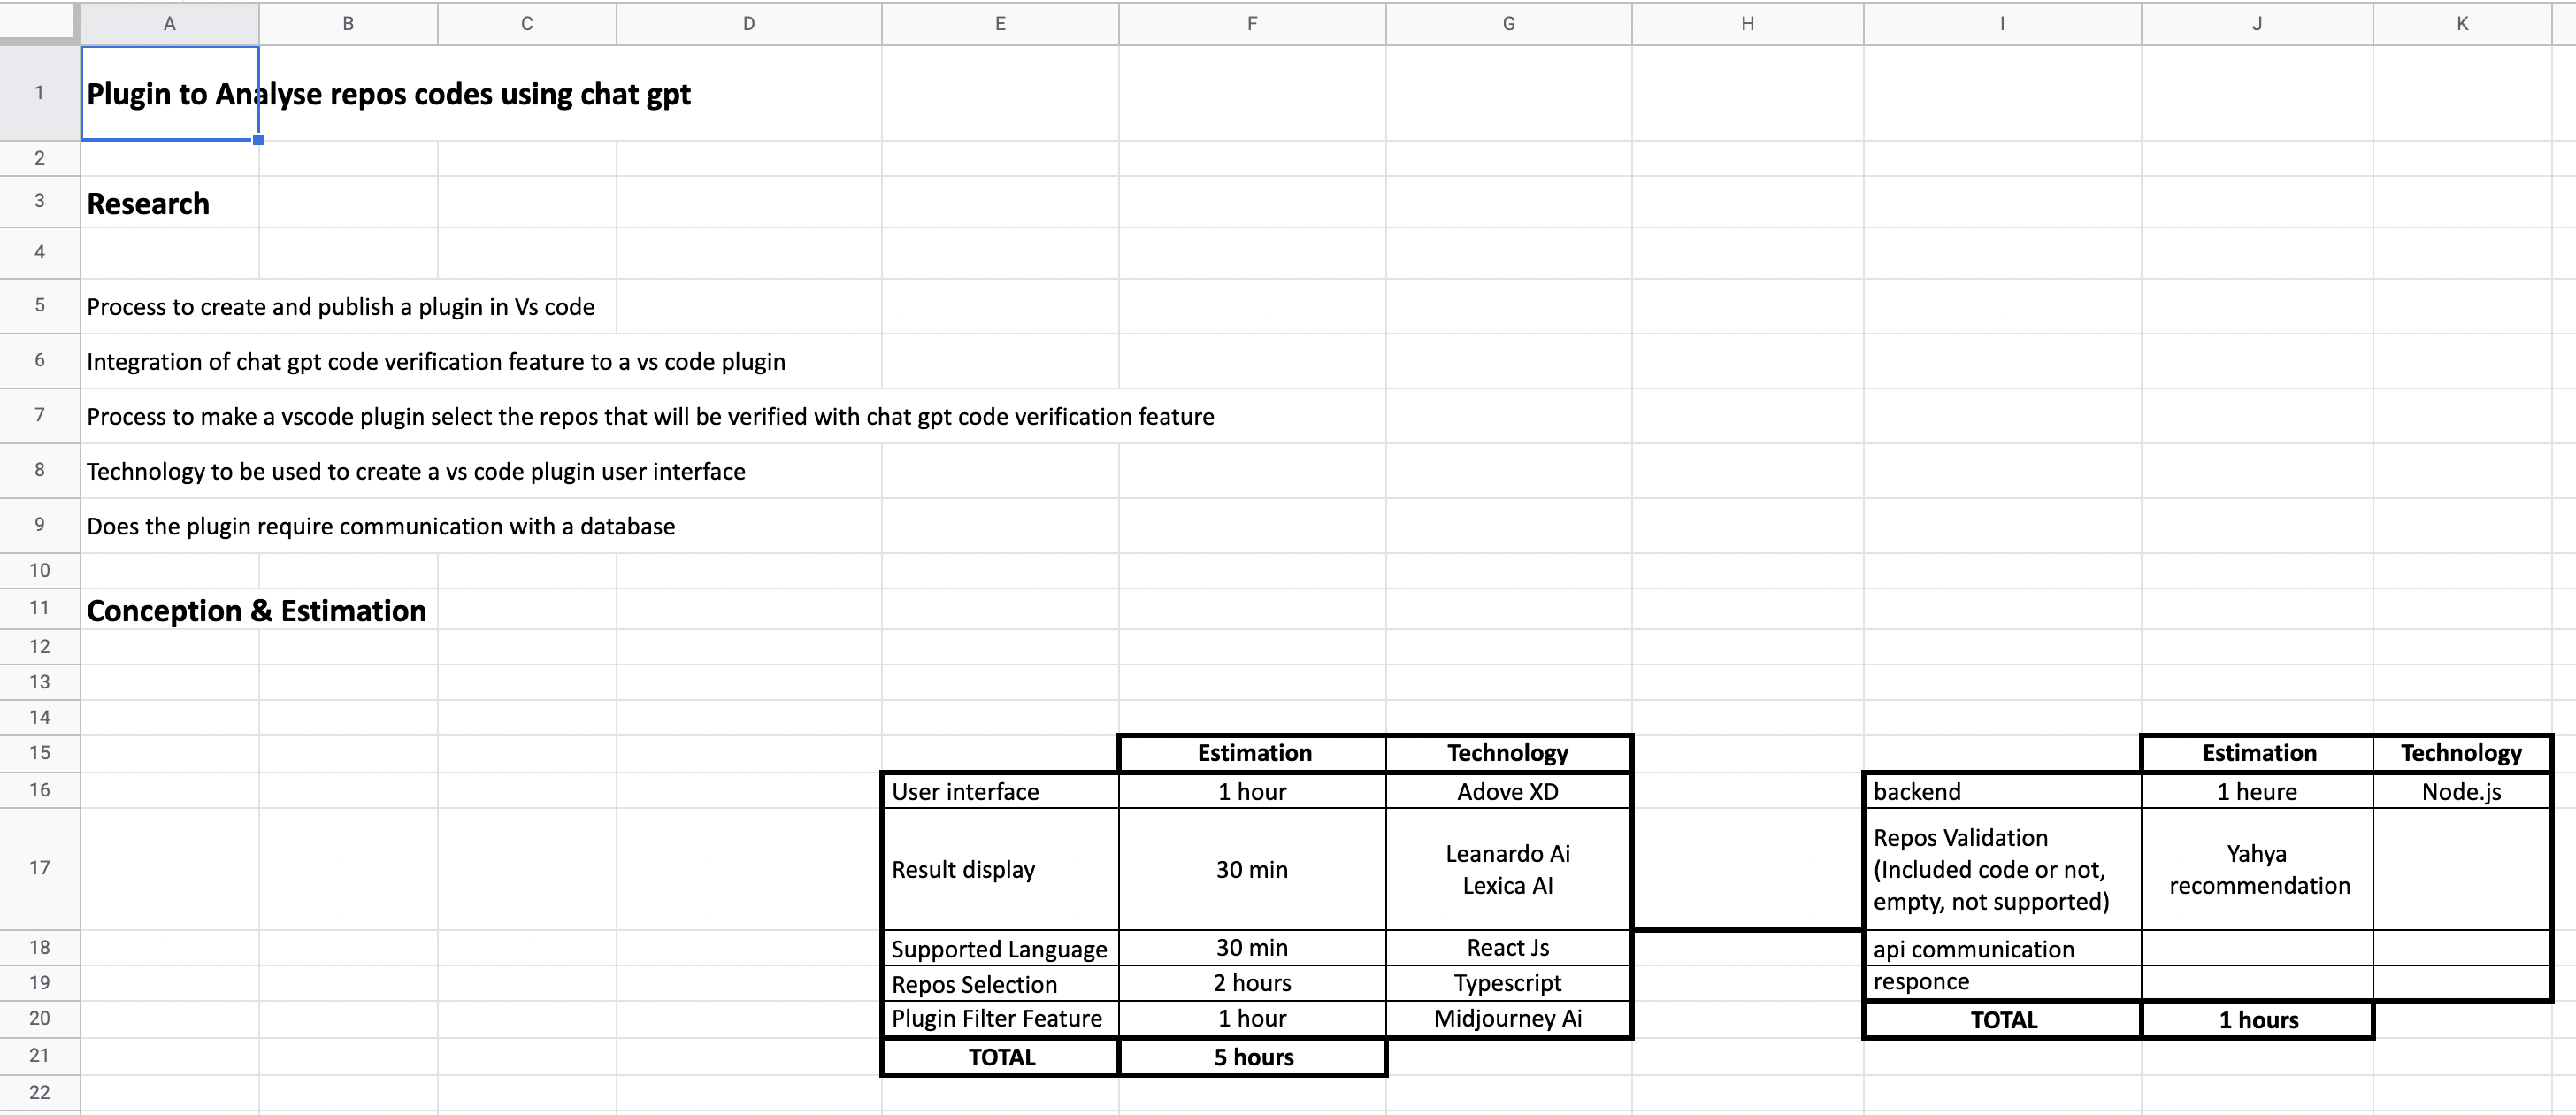 A B C D E F G H I J K
1 Plugin to Analyse repos codes using chat gpt
2
3 Research
4
5 Process to create and publish a plugin in Vs code
6 Integration of chat gpt code verification feature to a vs code plugin
7 Process to make a vscode plugin select the repos that will be verified with chat gpt code verification feature
8 Technology to be used to create a vs code plugin user interface
9 Does the plugin require communication with a database
10
11 Conception & Estimation
12
13
14
15 Estimation Technology Estimation Technology
16 User interface 1 hour Adove XD backend 1 heure Node.js
17 Result display 30 min
Leanardo Ai
Lexica AI
Repos Validation
(Included code or not,
empty, not supported)
Yahya
recommendation
18 Supported Language 30 min React Js api communication
19 Repos Selection 2 hours Typescript responce
20 Plugin Filter Feature 1 hour Midjourney Ai TOTAL 1 hours
21 TOTAL 5 hours
22